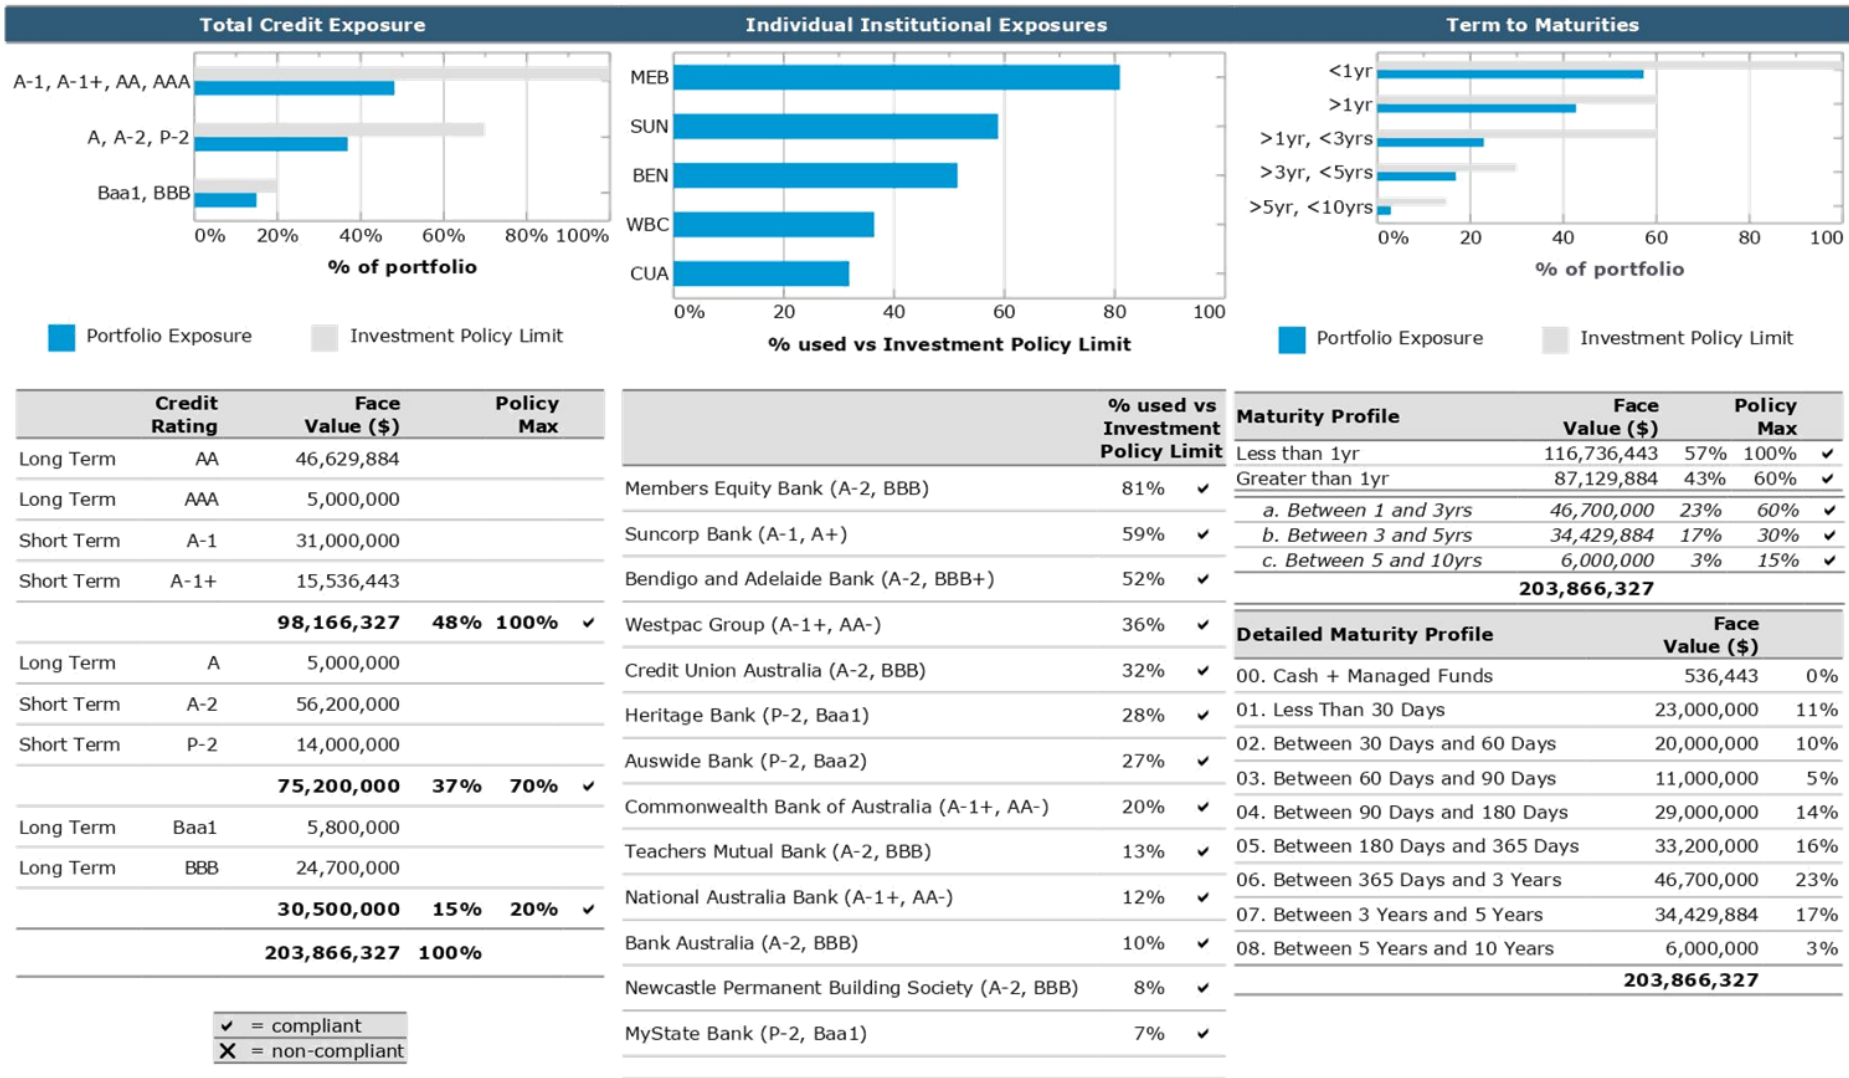 Total Credit Exposure
A-1, A-1+, AA, AAA
A, A-2, P-2
Baa1, BBB
0% 20% 40% 60% 80% 100%
% of portfolio
Portfolio Exposure Investment Policy Limit
Credit Rating Face Value ($) Policy Max
Long Term AA 46,629,884
Long Term AAA 5,000,000
Short Term A-1 31,000,000
Short Term A-1+ 15,536,443
98,166,327 48% 100% ✔
Long Term A 5,000,000
Short Term A-2 56,200,000
Short Term P-2 14,000,000
75,200,000 37% 70% ✔
Long Term Baa1 5,800,000
Long Term BBB 24,700,000
30,500,000 15% 20% ✔
203,866,327 100%
✔ = compliant
✕ = non-compliant
Individual Institutional Exposures
MEB
SUN
BEN
WBC
CUA
0% 20 40 60 80 100
% used vs Investment Policy Limit
% used vs
Investment
Policy Limit
Members Equity Bank (A-2, BBB) 81% ✔
Suncorp Bank (A-1, A+) 59% ✔
Bendigo and Adelaide Bank (A-2, BBB+) 52% ✔
Westpac Group (A-1+, AA-) 36% ✔
Credit Union Australia (A-2, BBB) 32% ✔
Heritage Bank (P-2, Baa1) 28% ✔
Auswide Bank (P-2, Baa2) 27% ✔
Commonwealth Bank of Australia (A-1+, AA-) 20% ✔
Teachers Mutual Bank (A-2, BBB) 13% ✔
National Australia Bank (A-1+, AA-) 12% ✔
Bank Australia (A-2, BBB) 10% ✔
Newcastle Permanent Building Society (A-2, BBB) 8% ✔
MyState Bank (P-2, Baa1) 7% ✔
Term to Maturities
<1yr
>1yr
>1yr, <3yrs
>3yr, <5yrs
>5yr, <10yrs
0% 20 40 60 80 100
% of portfolio
Portfolio Exposure Investment Policy Limit
Maturity Profile Face Value ($) Policy Max
Less than 1yr 116,736,443 57% 100% ✔
Greater than 1yr 87,129,884 43% 60% ✔
a. Between 1 and 3yrs 46,700,000 23% 60% ✔
b. Between 3 and 5yrs 34,429,884 17% 30% ✔
c. Between 5 and 10yrs 6,000,000 3% 15% ✔
203,866,327
Detailed Maturity Profile Face Value ($)
00. Cash + Managed Funds 536,443 0%
01. Less Than 30 Days 23,000,000 11%
02. Between 30 Days and 60 Days 20,000,000 10%
03. Between 60 Days and 90 Days 11,000,000 5%
04. Between 90 Days and 180 Days 29,000,000 14%
05. Between 180 Days and 365 Days 33,200,000 16%
06. Between 365 Days and 3 Years 46,700,000 23%
07. Between 3 Years and 5 Years 34,429,884 17%
08. Between 5 Years and 10 Years 6,000,000 3%
203,866,327